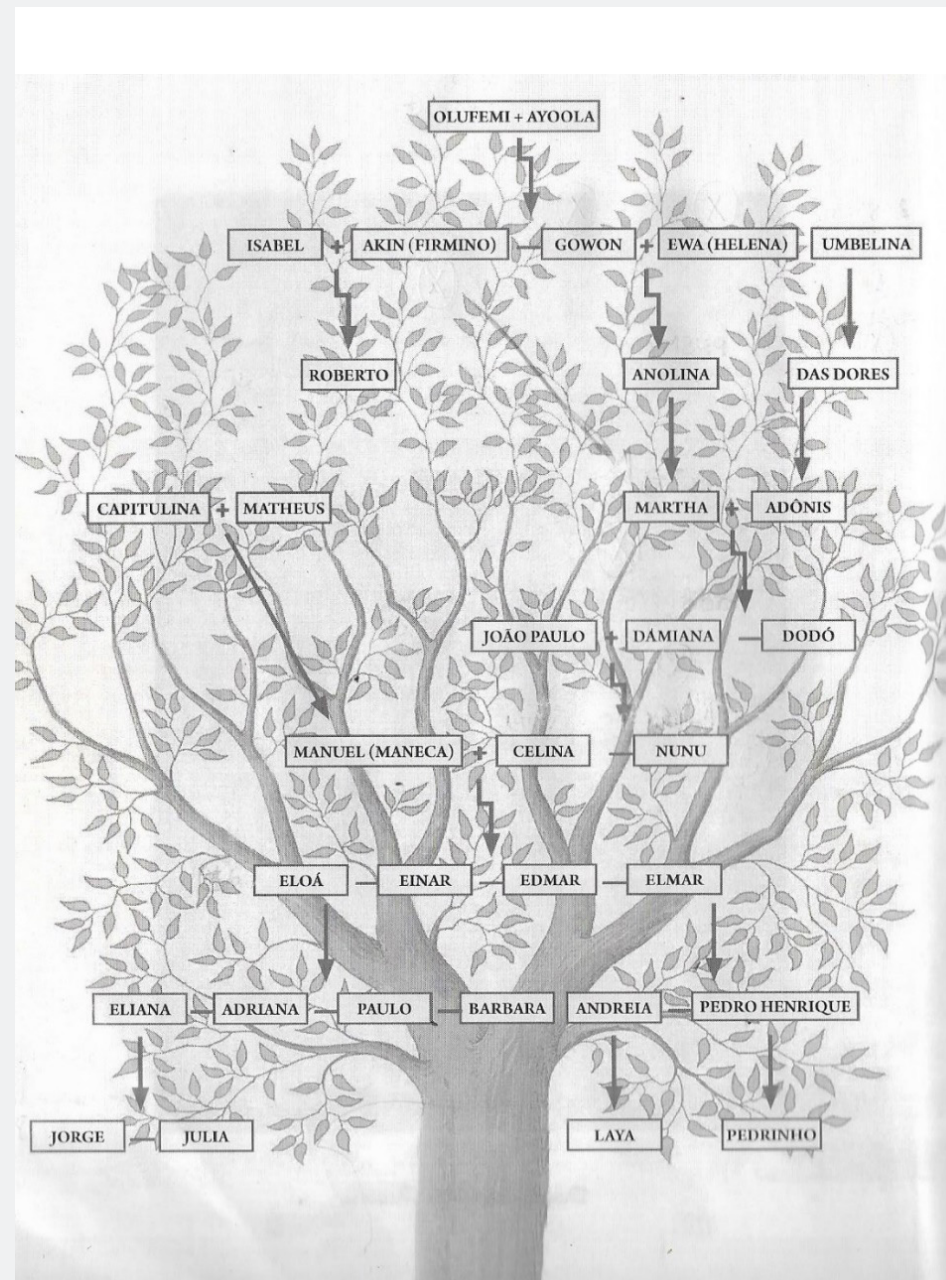 OLUFEMI + AYOOLA
ISABEL + AKIN (FIRMINO) — GOWON + EWA (HELENA) UMBELINA
ROBERTO ANOLINA DAS DORES
CAPITULINA + MATHEUS MARTHA + ADÔNIS
JOÃO PAULO + DAMIANA — DODÓ
MANUEL (MANECA) + CELINA — NUNU
ELOÁ — EINAR — EDMAR — ELMAR
ELIANA — ADRIANA — PAULO — BARBARA ANDREIA — PEDRO HENRIQUE
JORGE — JULIA LAYA PEDRINHO